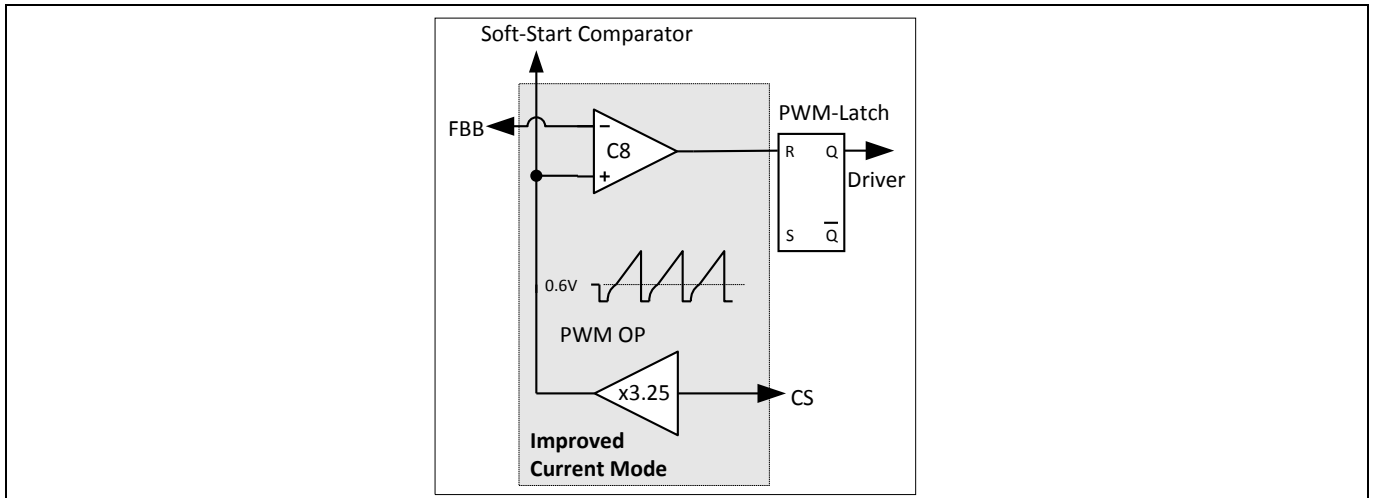 Soft-Start Comparator
FBB
−
C8
+
PWM-Latch
R Q
Driver
S Q̅
0.6V
PWM OP
x3.25
CS
Improved
Current Mode